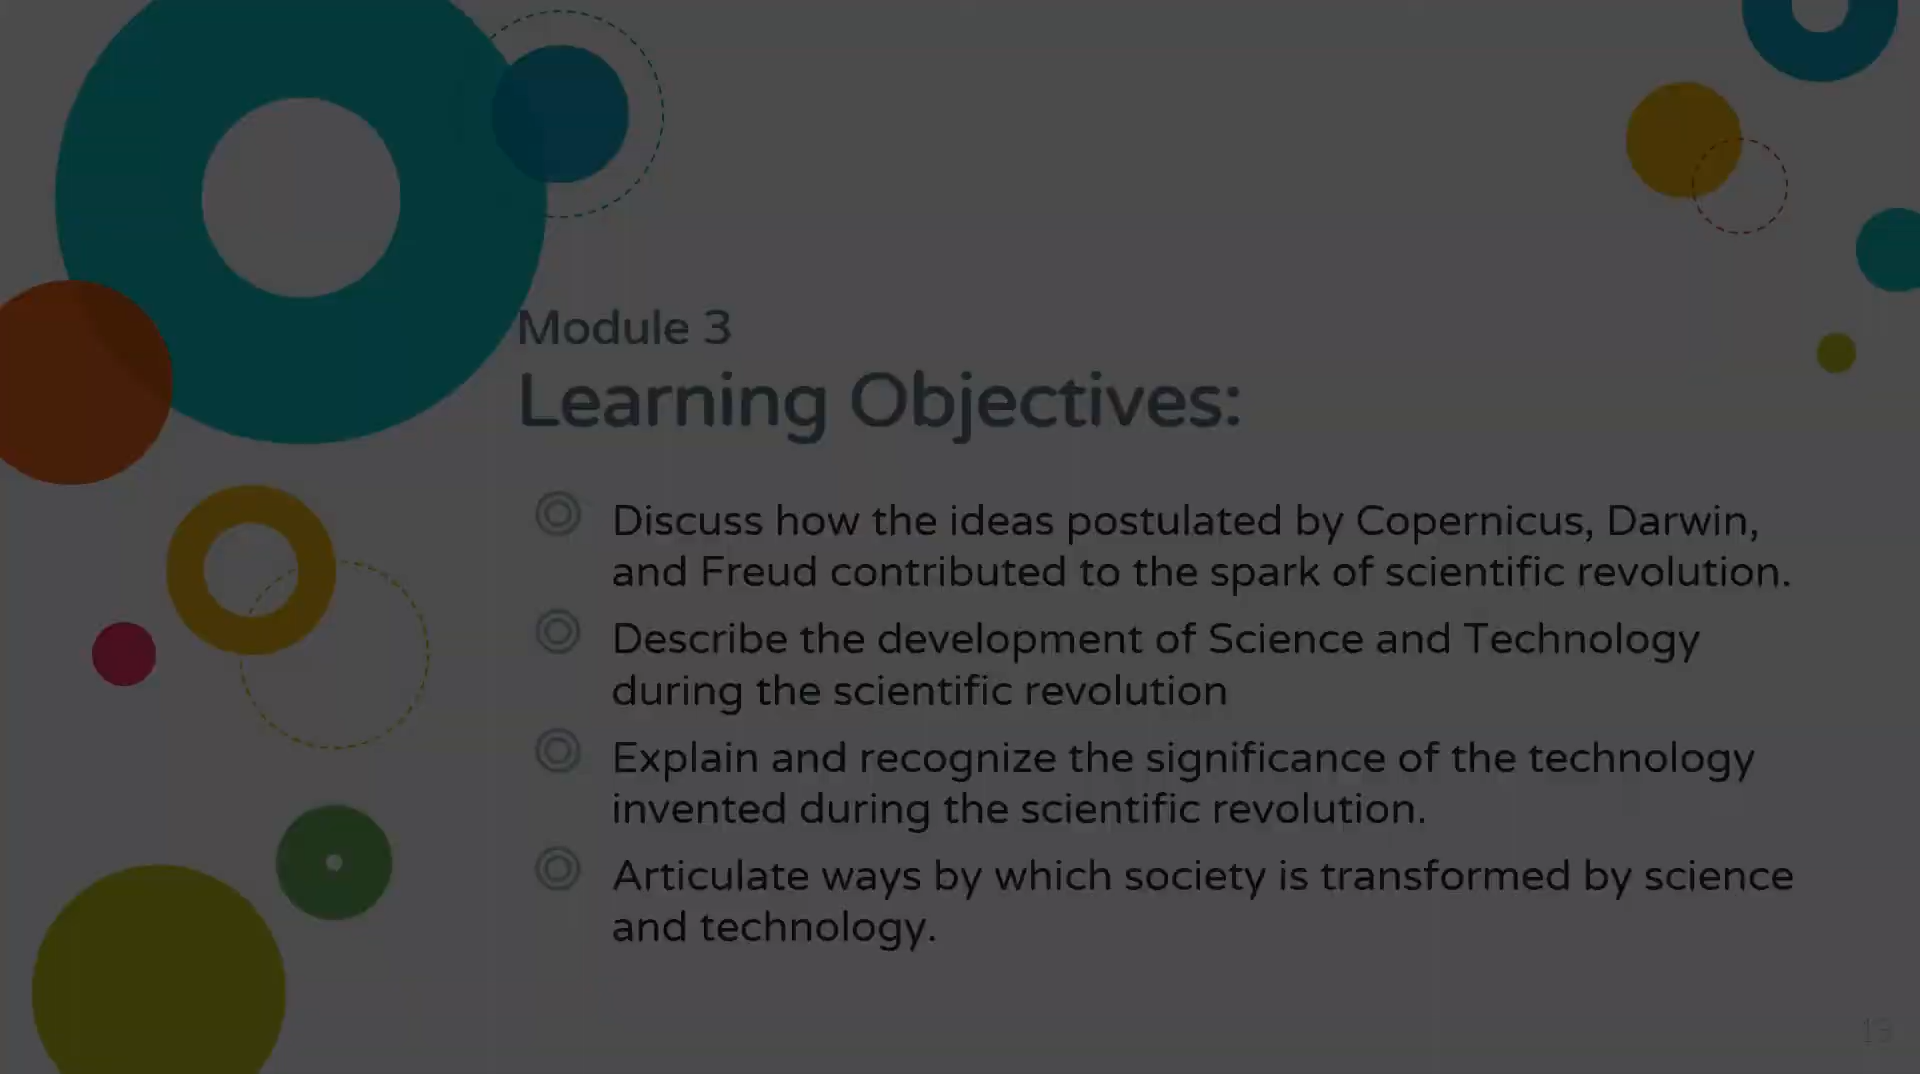 Module 3
Learning Objectives:
Discuss how the ideas postulated by Copernicus, Darwin,
and Freud contributed to the spark of scientific revolution.
Describe the development of Science and Technology
during the scientific revolution
Explain and recognize the significance of the technology
invented during the scientific revolution.
Articulate ways by which society is transformed by science
and technology.
19